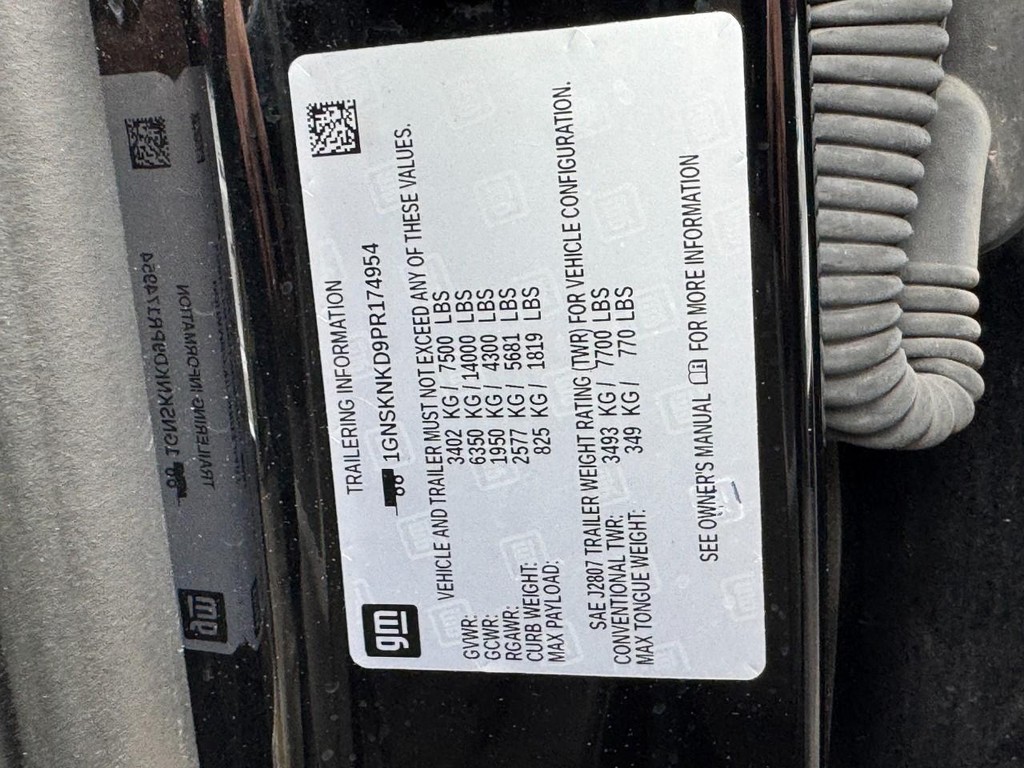 gm
TRAILERING INFORMATION
1GNSKNKD9PR174954
VEHICLE AND TRAILER MUST NOT EXCEED ANY OF THESE VALUES.
GVWR: 3402 KG / 7500 LBS
GCWR: 6350 KG / 14000 LBS
RGAWR: 1950 KG / 4300 LBS
CURB WEIGHT: 2577 KG / 5681 LBS
MAX PAYLOAD: 825 KG / 1819 LBS
SAE J2807 TRAILER WEIGHT RATING (TWR) FOR VEHICLE CONFIGURATION.
CONVENTIONAL TWR: 3493 KG / 7700 LBS
MAX TONGUE WEIGHT: 349 KG / 770 LBS
SEE OWNER'S MANUAL FOR MORE INFORMATION